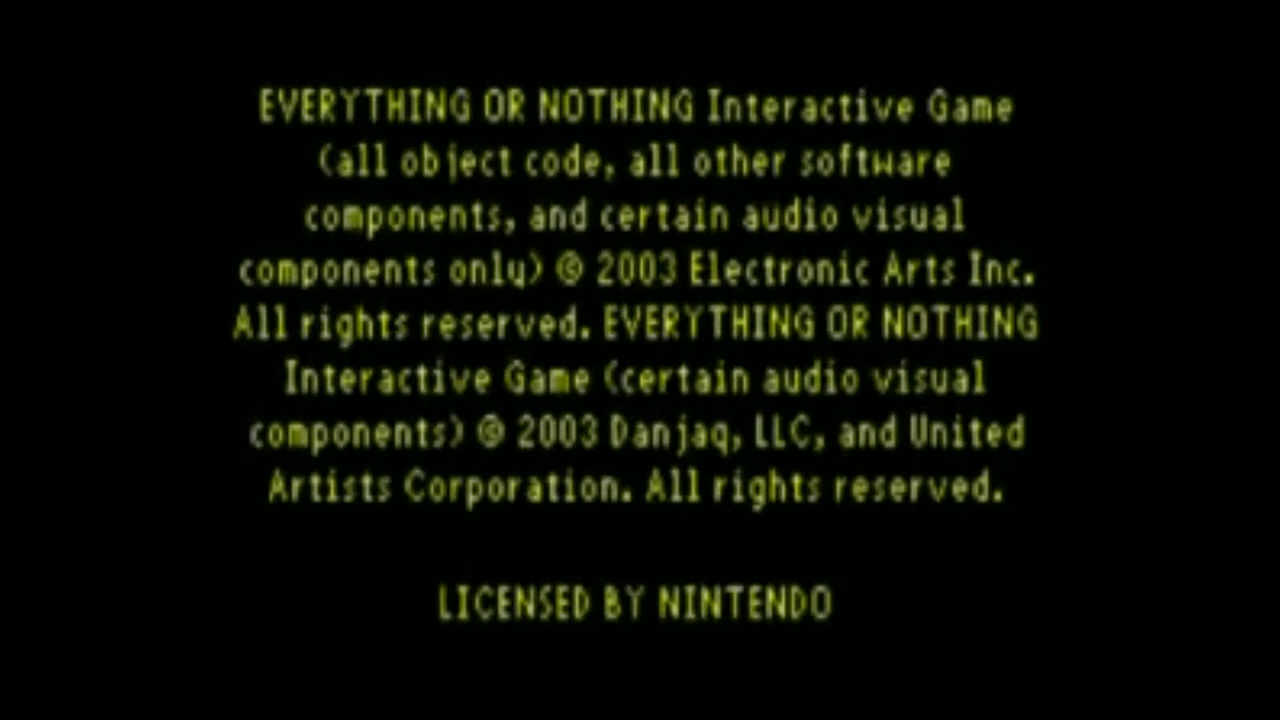 EVERYTHING OR NOTHING Interactive Game
(all object code, all other software
components, and certain audio visual
components only) © 2003 Electronic Arts Inc.
All rights reserved. EVERYTHING OR NOTHING
Interactive Game (certain audio visual
components) © 2003 Danjaq, LLC, and United
Artists Corporation. All rights reserved.
LICENSED BY NINTENDO